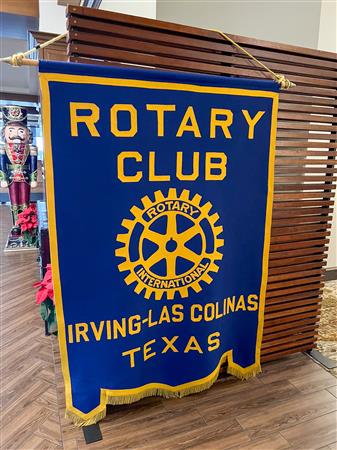 ROTARY
CLUB
ROTARY
INTERNATIONAL
IRVING-LAS COLINAS
TEXAS